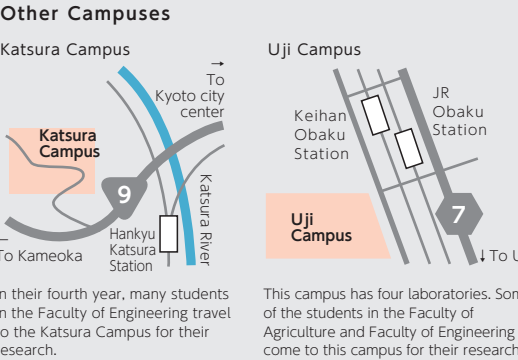 Other Campuses
Katsura Campus
→
To
Kyoto city
center
Katsura
Campus
9
Katsura River
Hankyu
Katsura
Station
To Kameoka
n their fourth year, many students
n the Faculty of Engineering travel
o the Katsura Campus for their
esearch.
Uji Campus
Keihan
Obaku
Station
JR
Obaku
Station
Uji
Campus
7
↓To U
This campus has four laboratories. Som
of the students in the Faculty of
Agriculture and Faculty of Engineering
come to this campus for their research